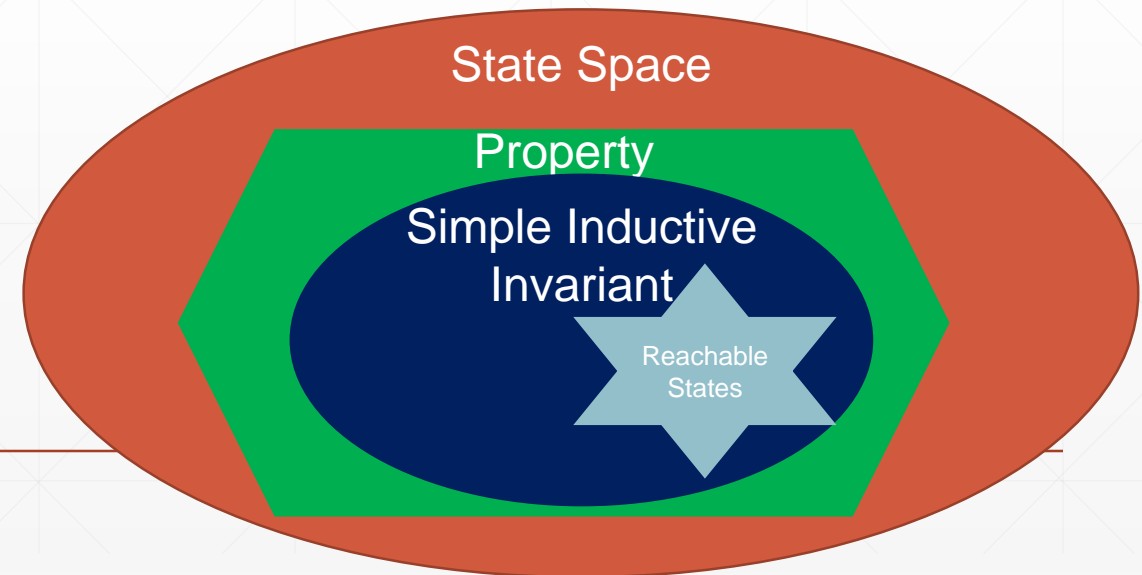 State Space
Property
Simple Inductive
Invariant
Reachable
States